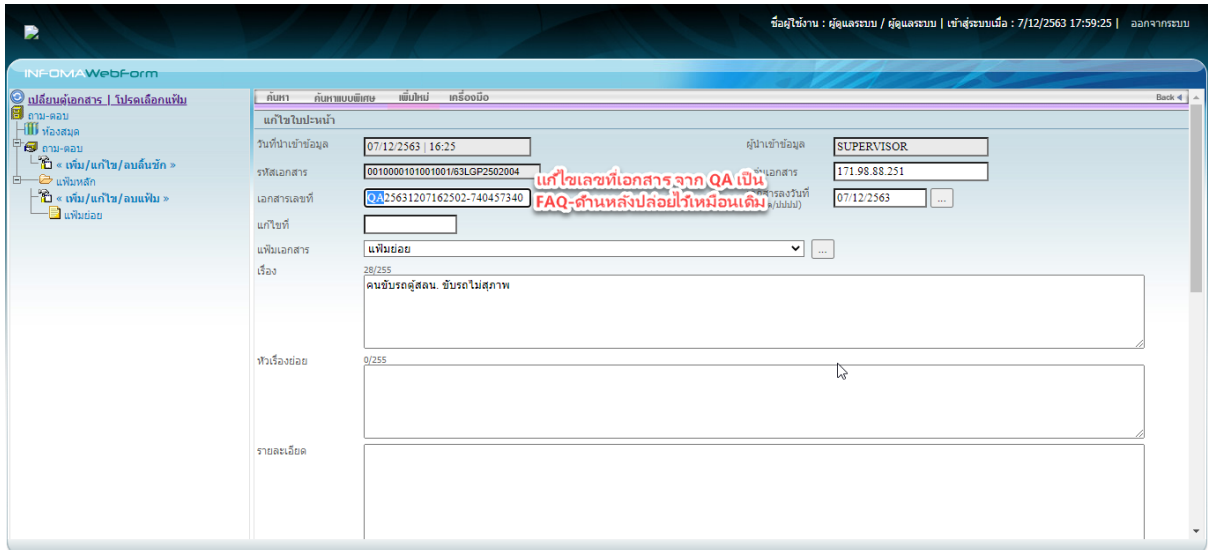 ชื่อผู้ใช้งาน : ผู้ดูแลระบบ / ผู้ดูแลระบบ | เข้าสู่ระบบเมื่อ : 7/12/2563 17:59:25 | ออกจากระบบ
INFOMAWebForm
เปลี่ยนตู้เอกสาร | โปรดเลือกแฟ้ม
ถาม-ตอบ
ห้องสมุด
ถาม-ตอบ
« เพิ่ม/แก้ไข/ลบลิ้นชัก »
แฟ้มหลัก
« เพิ่ม/แก้ไข/ลบแฟ้ม »
แฟ้มย่อย
ค้นหา ค้นหาแบบพิเศษ เพิ่มใหม่ เครื่องมือ Back
แก้ไขใบปะหน้า
วันที่นำเข้าข้อมูล 07/12/2563 | 16:25 ผู้นำเข้าข้อมูล SUPERVISOR
รหัสเอกสาร 0010000101001001/63LGP2502004 171.98.88.251
แก้ไขเลขที่เอกสาร จาก QA เป็น
FAQ-ด้านหลังปล่อยไว้เหมือนเดิม
เอกสารเลขที่ QA25631207162502-740457340 07/12/2563 ...
แก้ไขที่
แฟ้มเอกสาร แฟ้มย่อย ...
เรื่อง 28/255
คนขับรถตู้สลน. ขับรถไม่สุภาพ
หัวเรื่องย่อย 0/255
รายละเอียด